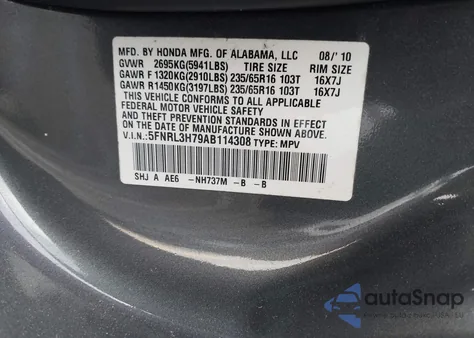 MFD. BY HONDA MFG. OF ALABAMA, LLC 08/'10
GVWR 2695KG(5941LBS) TIRE SIZE RIM SIZE
GAWR F 1320KG(2910LBS) 235/65R16 103T 16X7J
GAWR R1450KG(3197LBS) 235/65R16 103T 16X7J
THIS VEHICLE CONFORMS TO ALL APPLICABLE
FEDERAL MOTOR VEHICLE SAFETY
AND THEFT PREVENTION STANDARDS IN EFFECT
ON THE DATE OF MANUFACTURE SHOWN ABOVE.
V.I.N.:5FNRL3H79AB114308 TYPE: MPV
SHJ A AE6 -NH737M -B -B
autoSnap